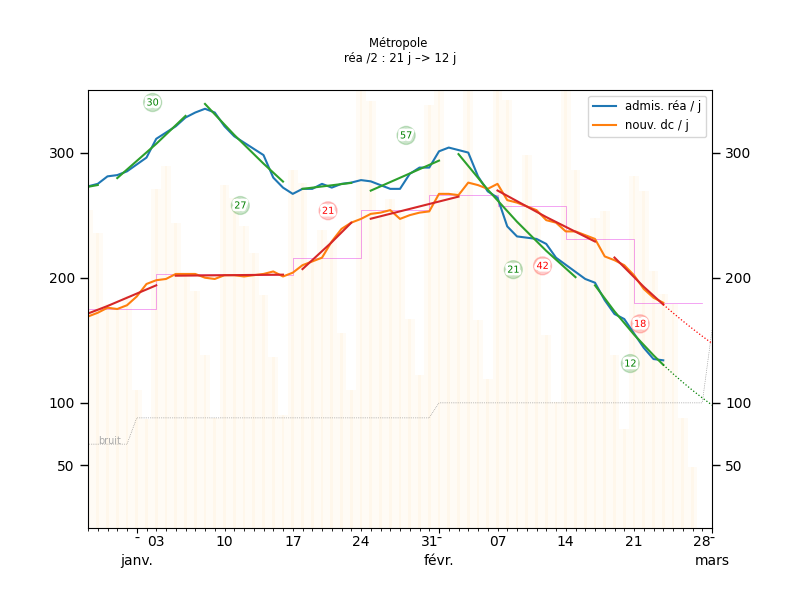 Métropole
réa /2 : 21 j –> 12 j
admis. réa / j
nouv. dc / j
30
57
27
21
21
42
18
12
bruit
300
200
100
50
300
200
100
50
03 10 17 24 31 07 14 21 28
janv. févr. mars